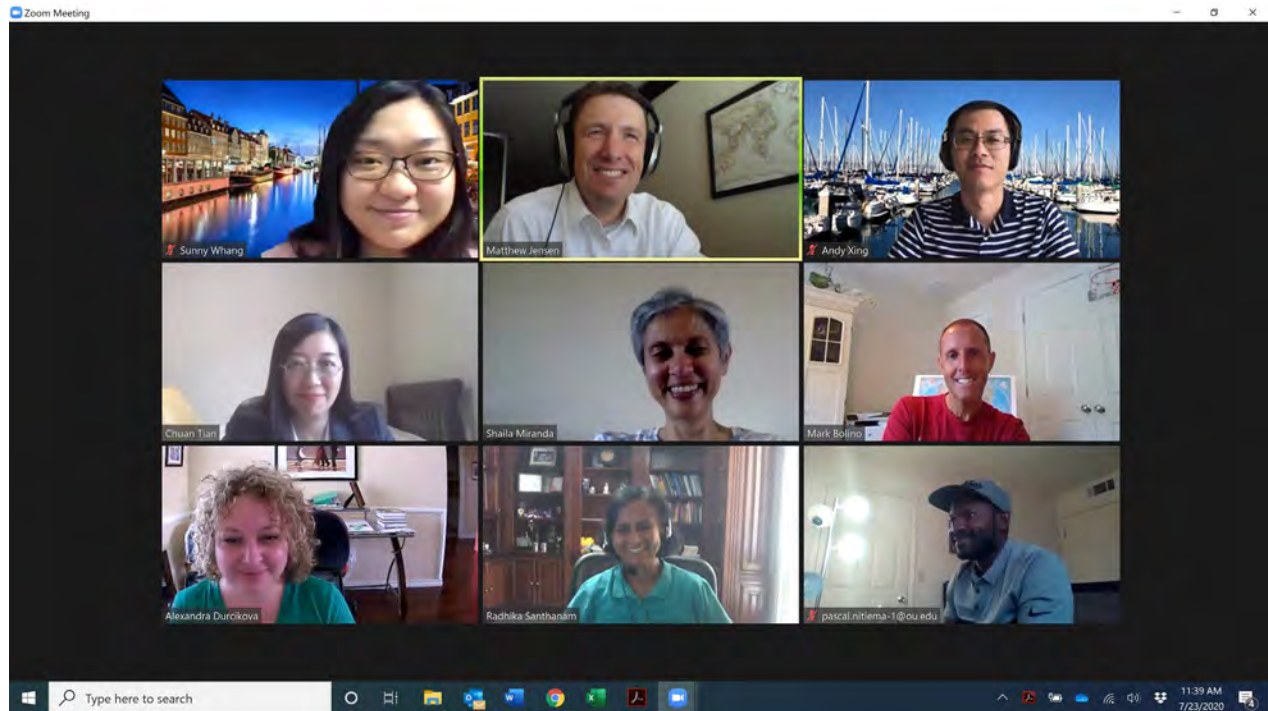 Zoom Meeting
Sunny Whang
Matthew Jensen
Andy Xing
Chuan Tian
Shaila Miranda
Mark Bolino
Alexandra Durcikova
Radhika Santhanam
pascal.nitiema-1@ou.edu
Type here to search
11:39 AM
7/23/2020
4